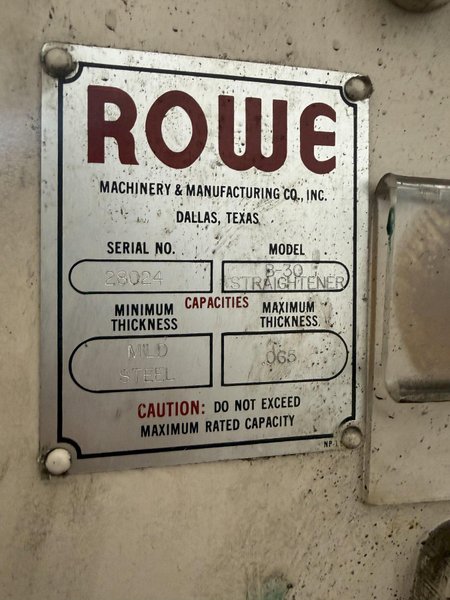 ROWE
MACHINERY & MANUFACTURING CO., INC.
DALLAS, TEXAS
SERIAL NO. MODEL
28024 B-30
STRAIGHTENER
CAPACITIES
MINIMUM MAXIMUM
THICKNESS THICKNESS
MILD .065
STEEL
CAUTION: DO NOT EXCEED
MAXIMUM RATED CAPACITY